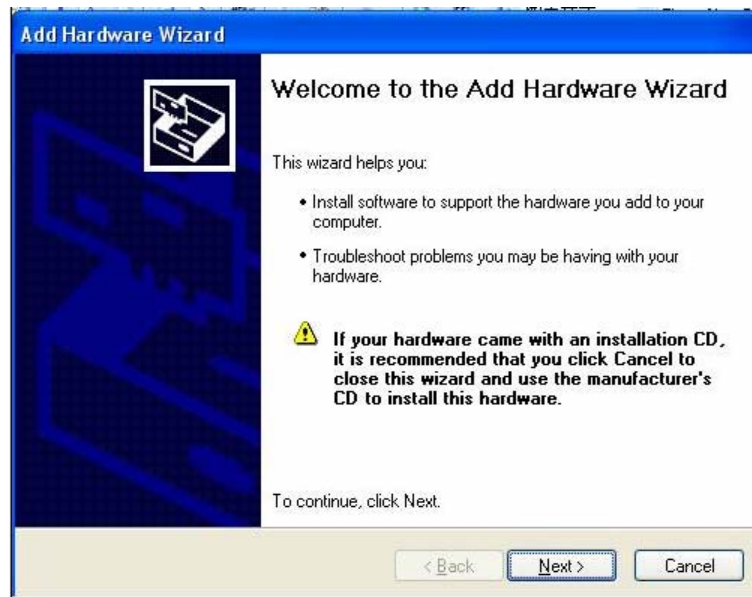 Add Hardware Wizard
Welcome to the Add Hardware Wizard
This wizard helps you:
• Install software to support the hardware you add to your
computer.
• Troubleshoot problems you may be having with your
hardware.
If your hardware came with an installation CD,
it is recommended that you click Cancel to
close this wizard and use the manufacturer's
CD to install this hardware.
To continue, click Next.
< Back Next > Cancel